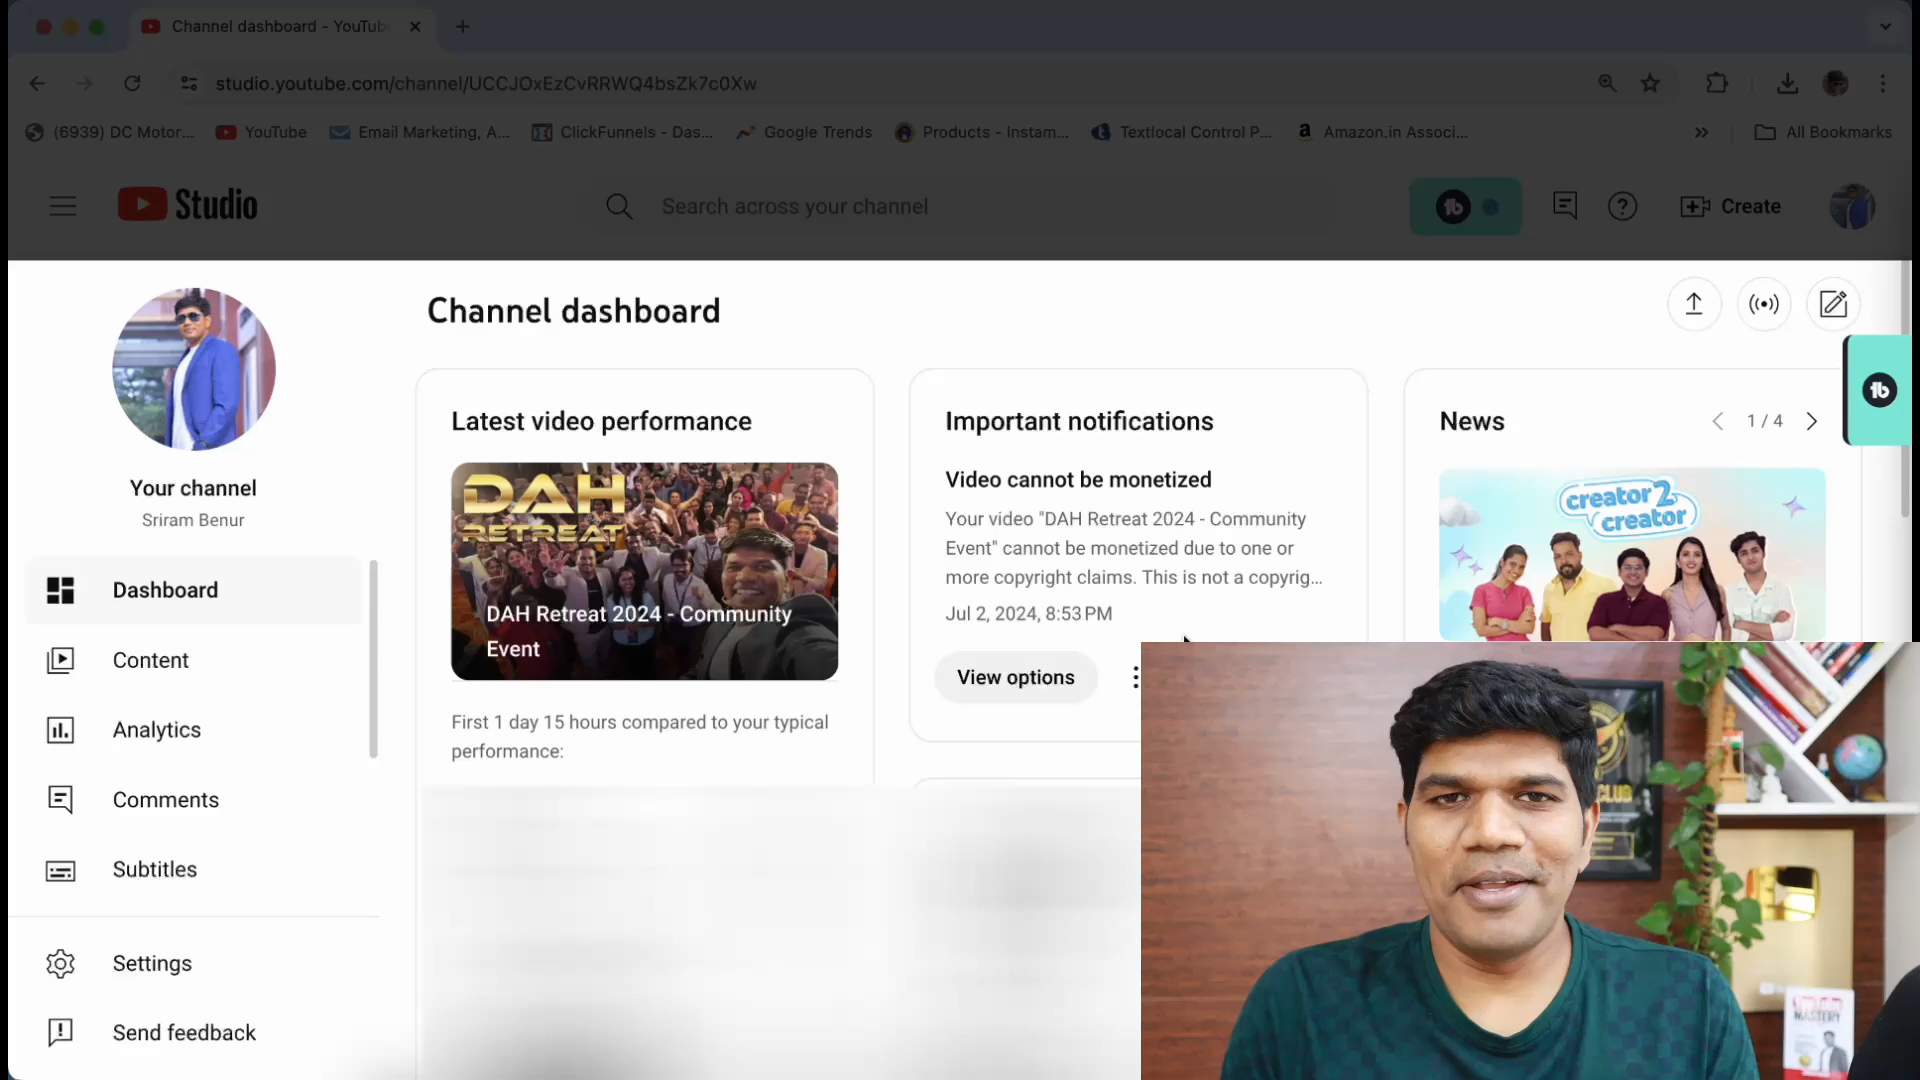 Channel dashboard - YouTub
studio.youtube.com/channel/UCCJOxEzCvRRWQ4bsZk7c0Xw
(6939) DC Motor...
YouTube
Email Marketing, A...
ClickFunnels - Das...
Google Trends
Products - Instam...
Textlocal Control P...
Amazon.in Associ...
All Bookmarks
Studio
Search across your channel
Create
Channel dashboard
Your channel
Sriram Benur
Dashboard
Content
Analytics
Comments
Subtitles
Settings
Send feedback
Latest video performance
DAH
RETREAT
DAH Retreat 2024 - Community
Event
First 1 day 15 hours compared to your typical
performance:
Important notifications
Video cannot be monetized
Your video "DAH Retreat 2024 - Community
Event" cannot be monetized due to one or
more copyright claims. This is not a copyrig...
Jul 2, 2024, 8:53 PM
View options
News
1 / 4
creator 2
creator
CLUB
MASTERY